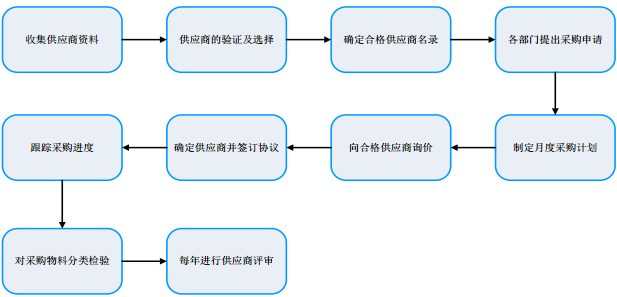 收集供应商资料
供应商的验证及选择
确定合格供应商名录
各部门提出采购申请
制定月度采购计划
向合格供应商询价
确定供应商并签订协议
跟踪采购进度
对采购物料分类检验
每年进行供应商评审